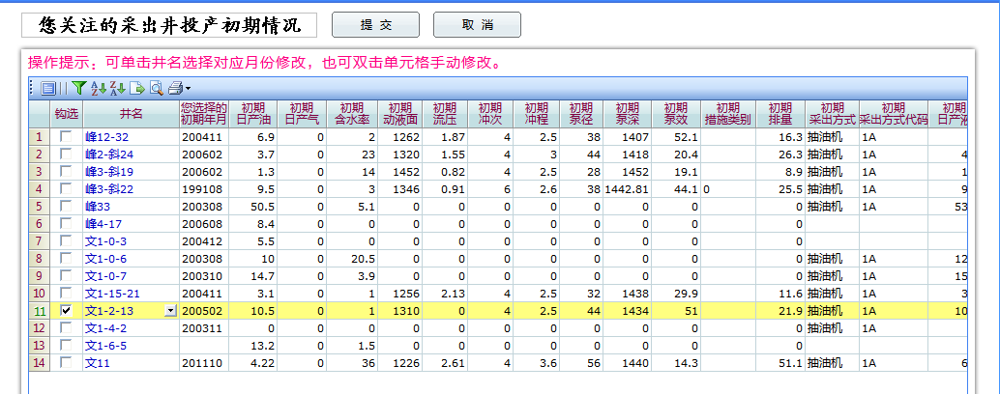 您关注的采出井投产初期情况 提 交 取 消
操作提示：可单击井名选择对应月份修改，也可双击单元格手动修改。
钩选 井名 您选择的初期年月 初期日产油 初期日产气 初期含水率 初期动液面 初期流压 初期冲次 初期冲程 初期泵径 初期泵深 初期泵效 初期措施类别 初期排量 初期采出方式 初期采出方式代码 初期日产液
1 峰12-32 200411 6.9 0 2 1262 1.87 4 2.5 38 1407 52.1 16.3 抽油机 1A
2 峰2-斜24 200602 3.7 0 23 1320 1.55 4 3 44 1418 20.4 26.3 抽油机 1A 4
3 峰3-斜19 200602 1.3 0 14 1452 0.82 4 2.5 28 1452 19.1 8.9 抽油机 1A 1
4 峰3-斜22 199108 9.5 0 3 1346 0.91 6 2.6 38 1442.81 44.1 0 25.5 抽油机 1A 9
5 峰33 200308 50.5 0 5.1 0 0 0 0 0 0 0 0 抽油机 1A 53
6 峰4-17 200608 8.4 0 0 0 0 0 0 0 0 0
7 文1-0-3 200412 5.5 0 0 0 0 0 0 0 0 0
8 文1-0-6 200308 10 0 20.5 0 0 0 0 0 0 0 0 抽油机 1A 12
9 文1-0-7 200310 14.7 0 3.9 0 0 0 0 0 0 0 0 抽油机 1A 15
10 文1-15-21 200411 3.1 0 1 1256 2.13 4 2.5 32 1438 29.9 11.6 抽油机 1A 3
11 文1-2-13 200502 10.5 0 1 1310 0 4 2.5 44 1434 51 21.9 抽油机 1A 10
12 文1-4-2 200311 0 0 0 0 0 0 0 0 0 0 0 抽油机 1A
13 文1-6-5 13.2 0 1.5 0 0 0 0 0 0 0 0
14 文11 201110 4.22 0 36 1226 2.61 4 3.6 56 1440 14.3 51.1 抽油机 1A 6